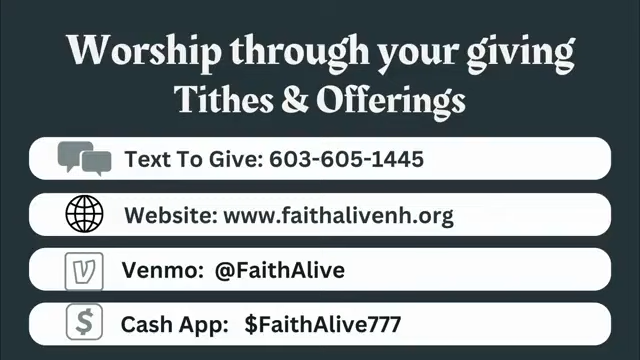 Worship through your giving
Tithes & Offerings
Text To Give: 603-605-1445
Website: www.faithalivenh.org
Venmo: @FaithAlive
Cash App: $FaithAlive777